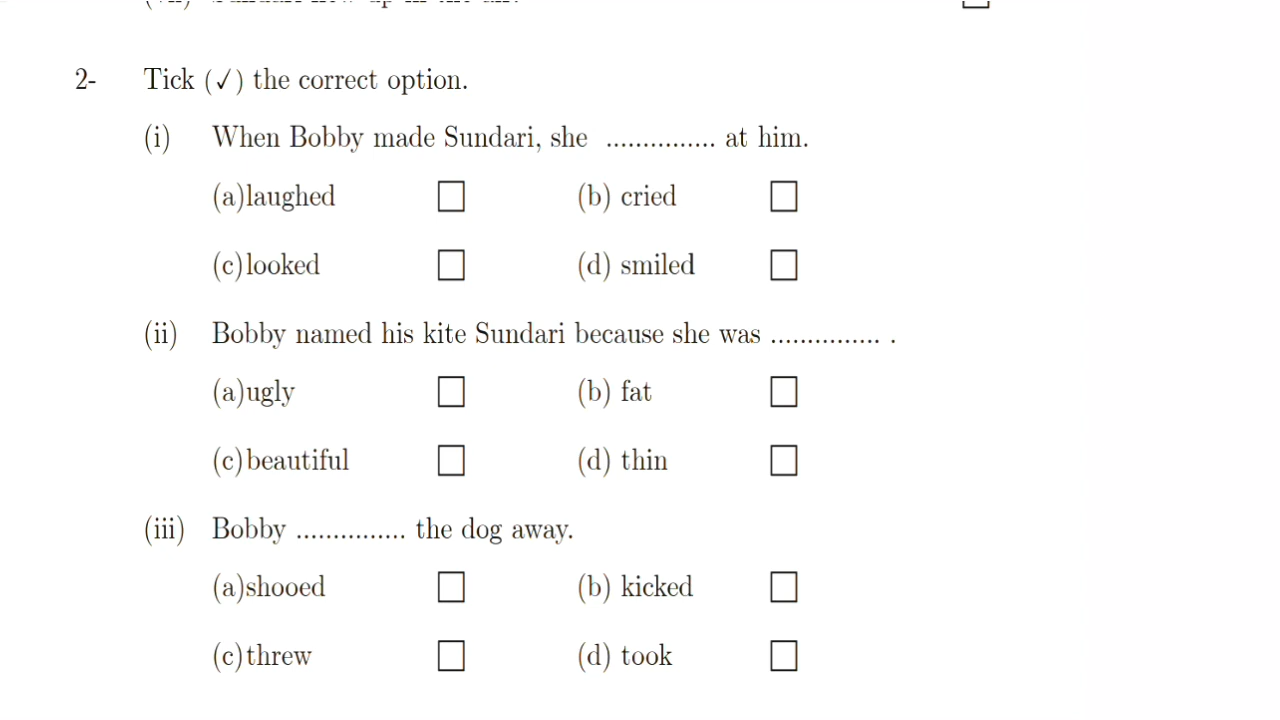 2- Tick (✓) the correct option.
(i) When Bobby made Sundari, she ............... at him.
(a)laughed □ (b) cried □
(c)looked □ (d) smiled □
(ii) Bobby named his kite Sundari because she was ............... .
(a)ugly □ (b) fat □
(c)beautiful □ (d) thin □
(iii) Bobby ............... the dog away.
(a)shooed □ (b) kicked □
(c)threw □ (d) took □